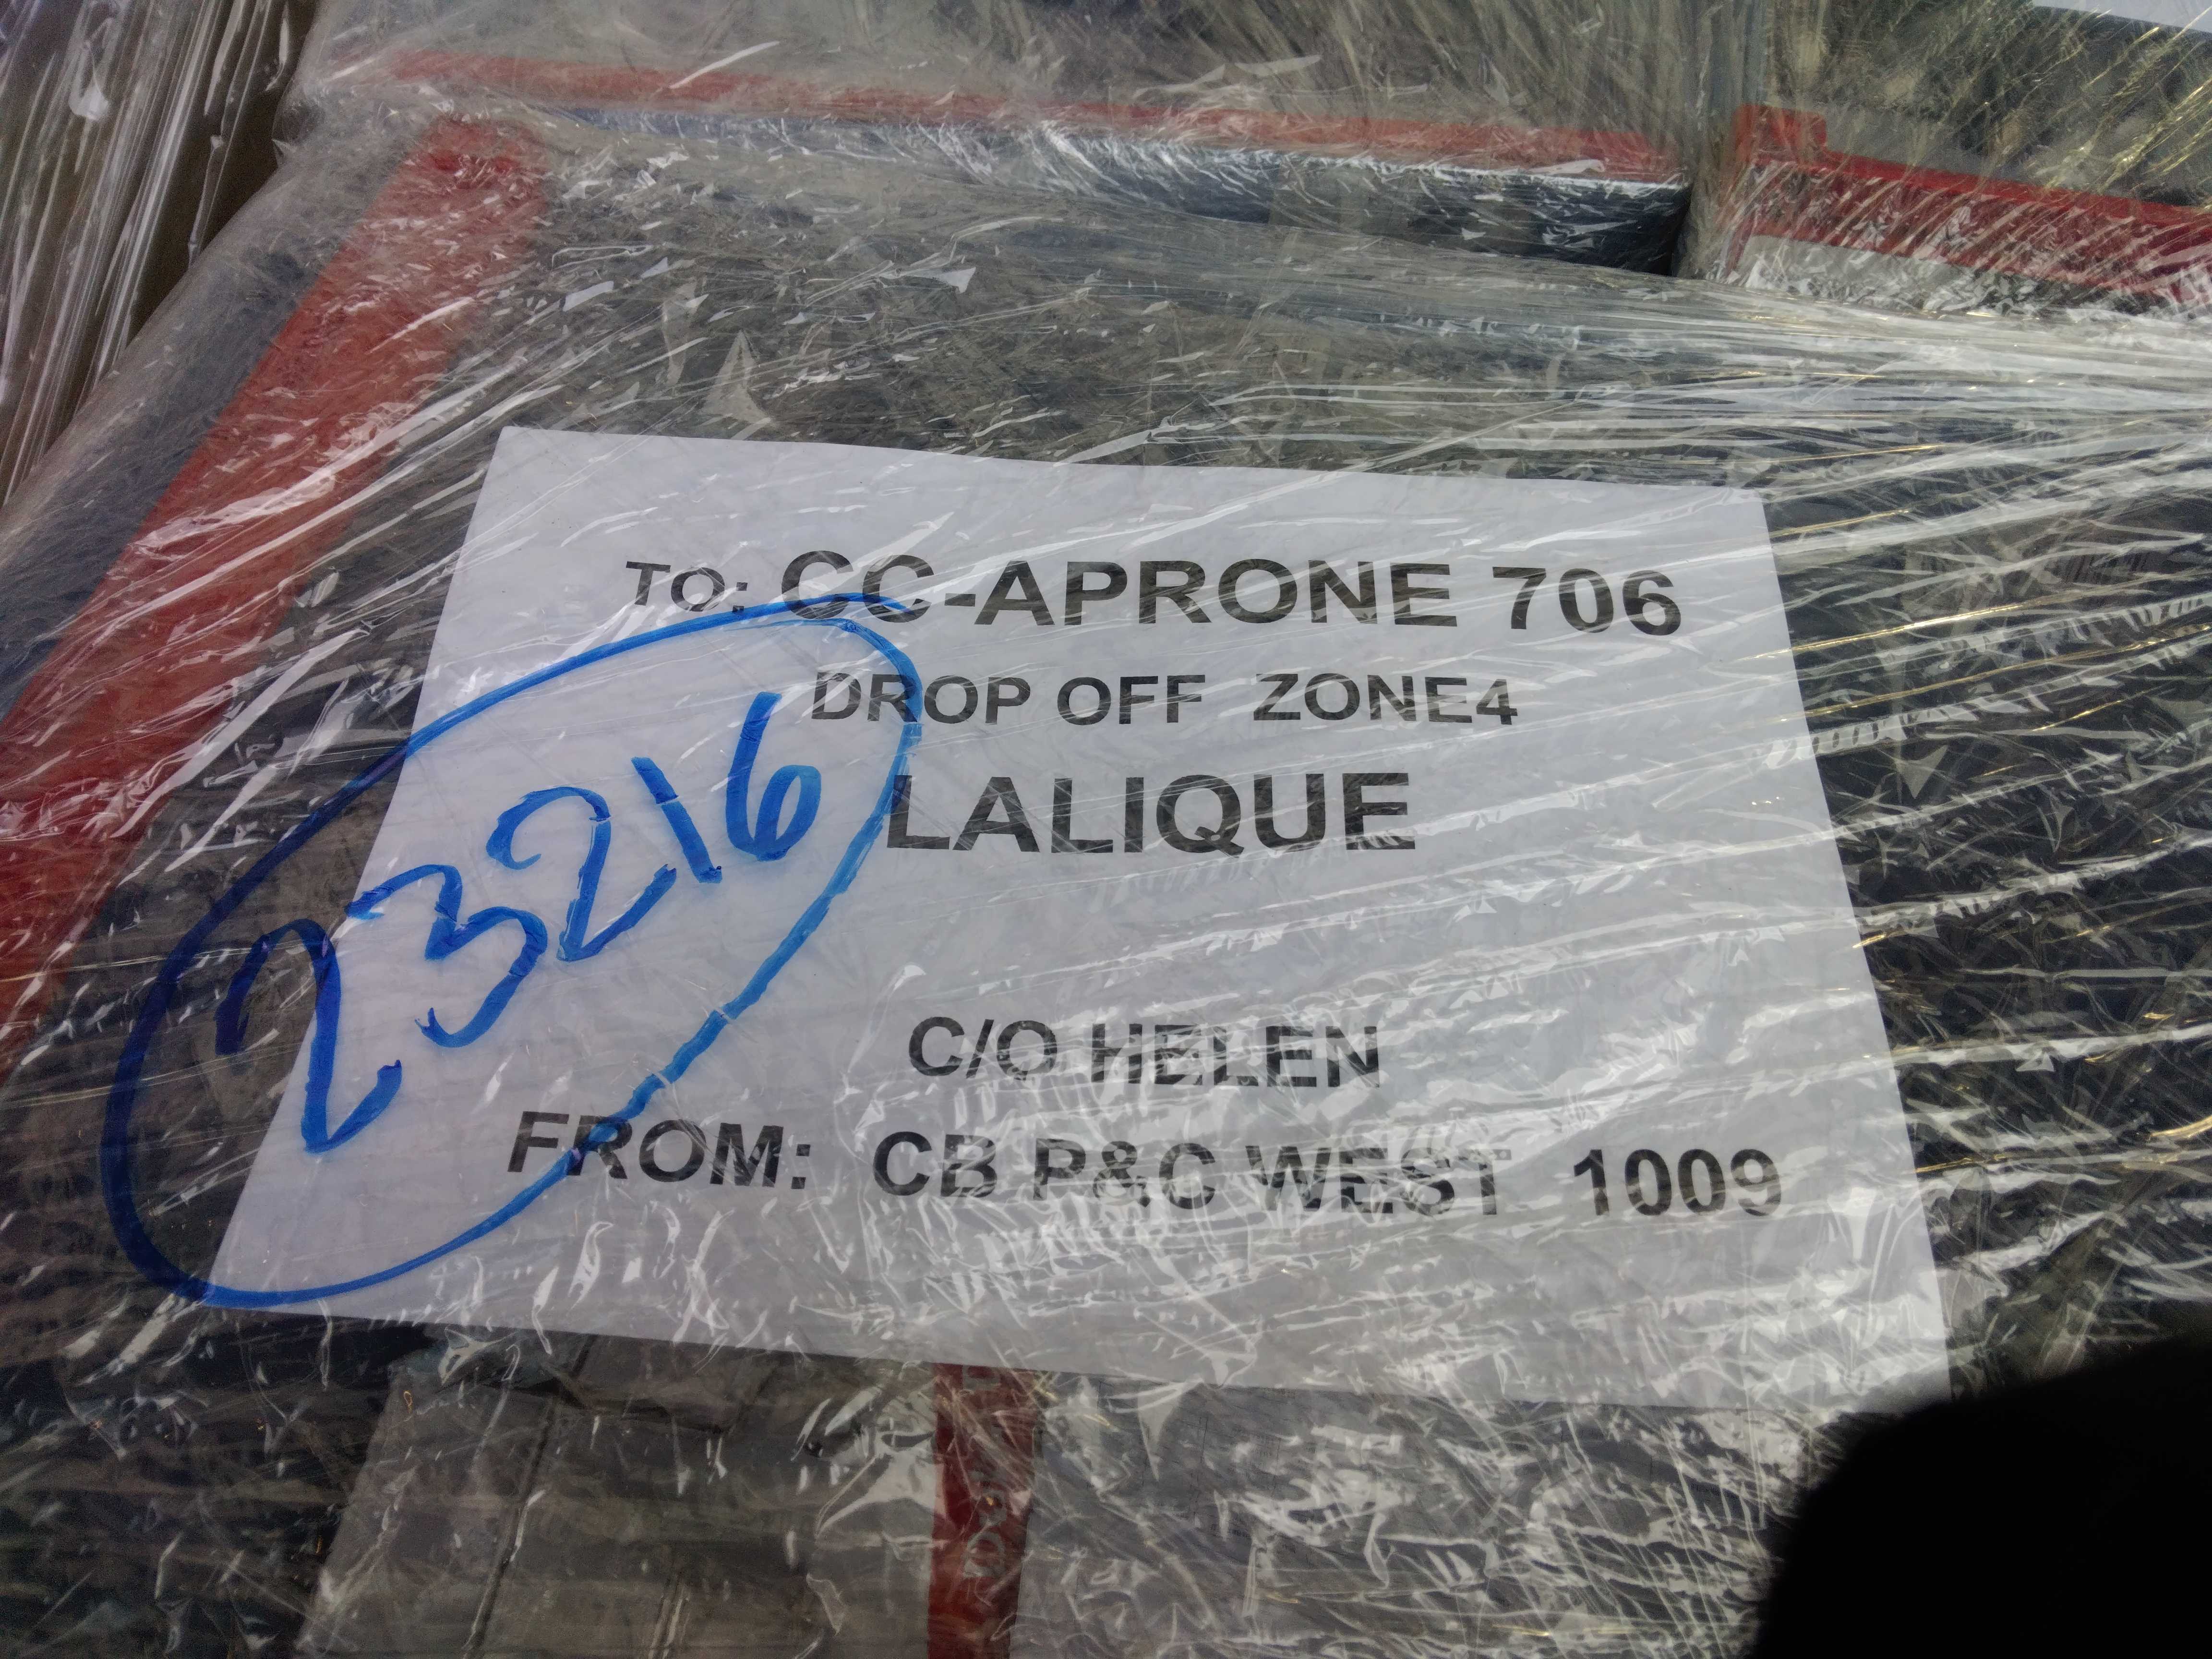 TO: CC-APRONE 706
DROP OFF ZONE4
LALIQUE
23216
C/O HELEN
FROM: CB P&C WEST 1009